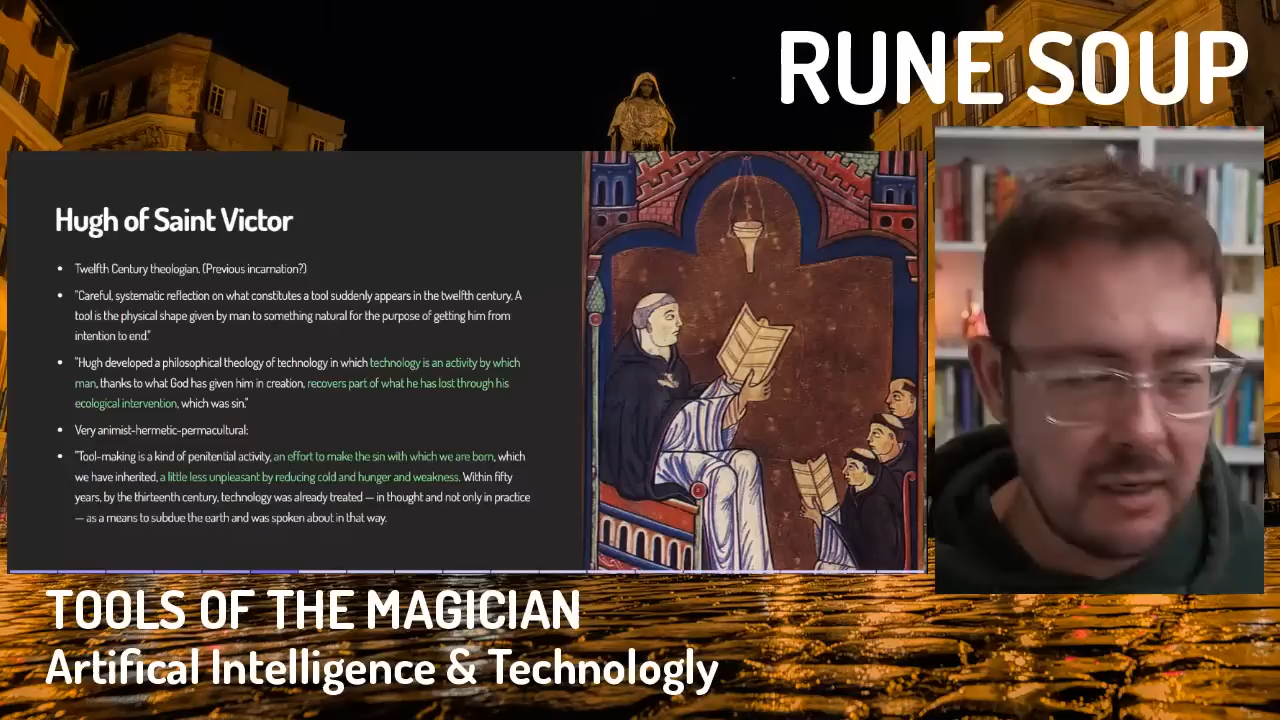 RUNE SOUP
Hugh of Saint Victor
• Twelfth Century theologian. (Previous incarnation?)
• "Careful, systematic reflection on what constitutes a tool suddenly appears in the twelfth century. A
tool is the physical shape given by man to something natural for the purpose of getting him from
intention to end."
• "Hugh developed a philosophical theology of technology in which technology is an activity by which
man, thanks to what God has given him in creation, recovers part of what he has lost through his
ecological intervention, which was sin."
• Very animist-hermetic-permacultural:
• "Tool-making is a kind of penitential activity, an effort to make the sin with which we are born, which
we have inherited, a little less unpleasant by reducing cold and hunger and weakness. Within fifty
years, by the thirteenth century, technology was already treated — in thought and not only in practice
— as a means to subdue the earth and was spoken about in that way.
TOOLS OF THE MAGICIAN
Artifical Intelligence & Technologly